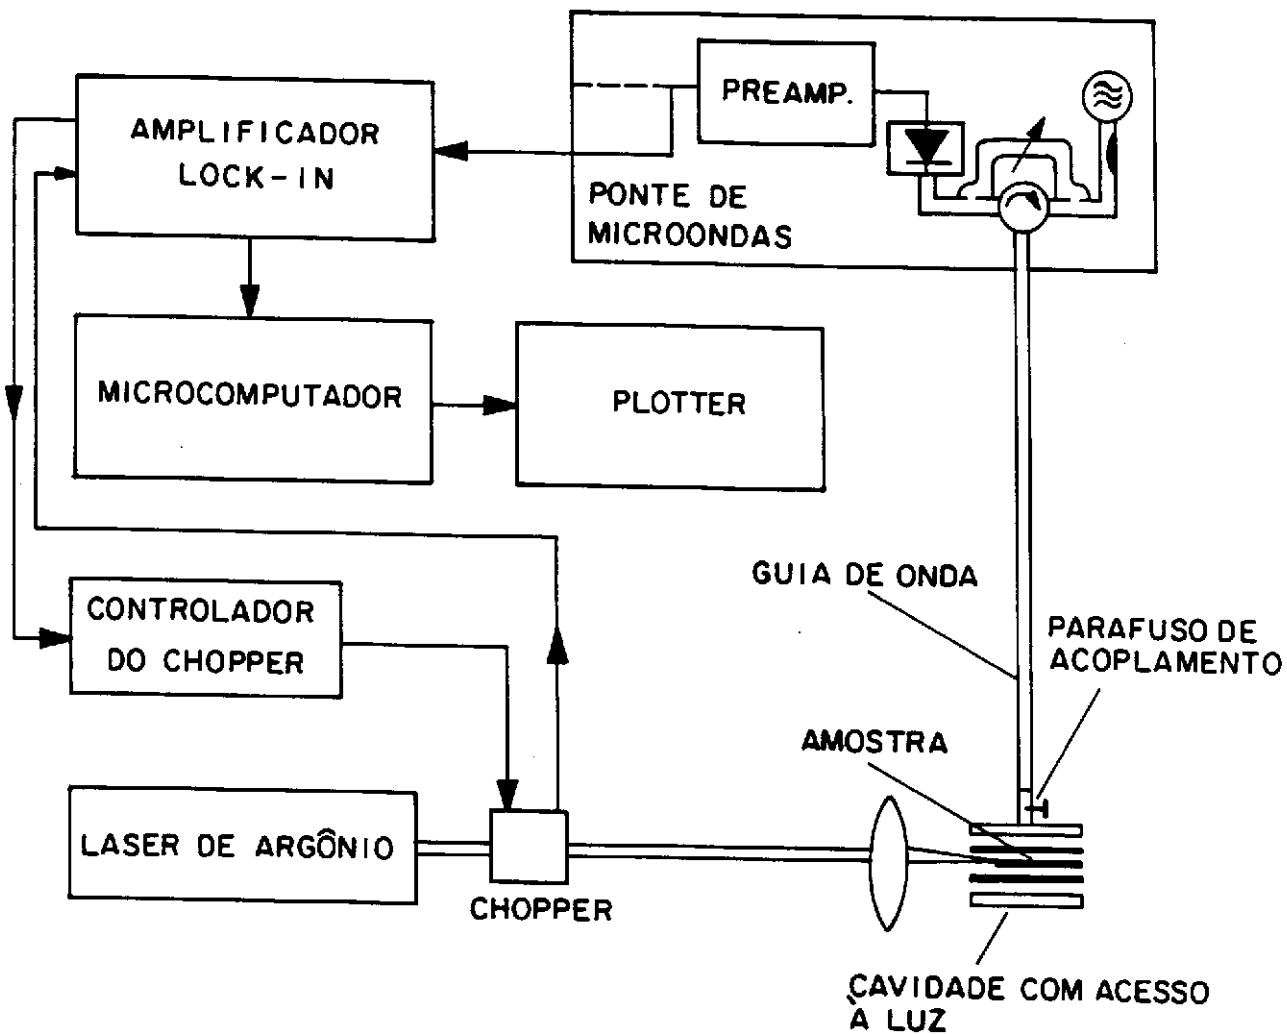 AMPLIFICADOR
LOCK-IN
PREAMP.
PONTE DE
MICROONDAS
MICROCOMPUTADOR
PLOTTER
GUIA DE ONDA
CONTROLADOR
DO CHOPPER
PARAFUSO DE
ACOPLAMENTO
AMOSTRA
LASER DE ARGÔNIO
CHOPPER
CAVIDADE COM ACESSO
À LUZ